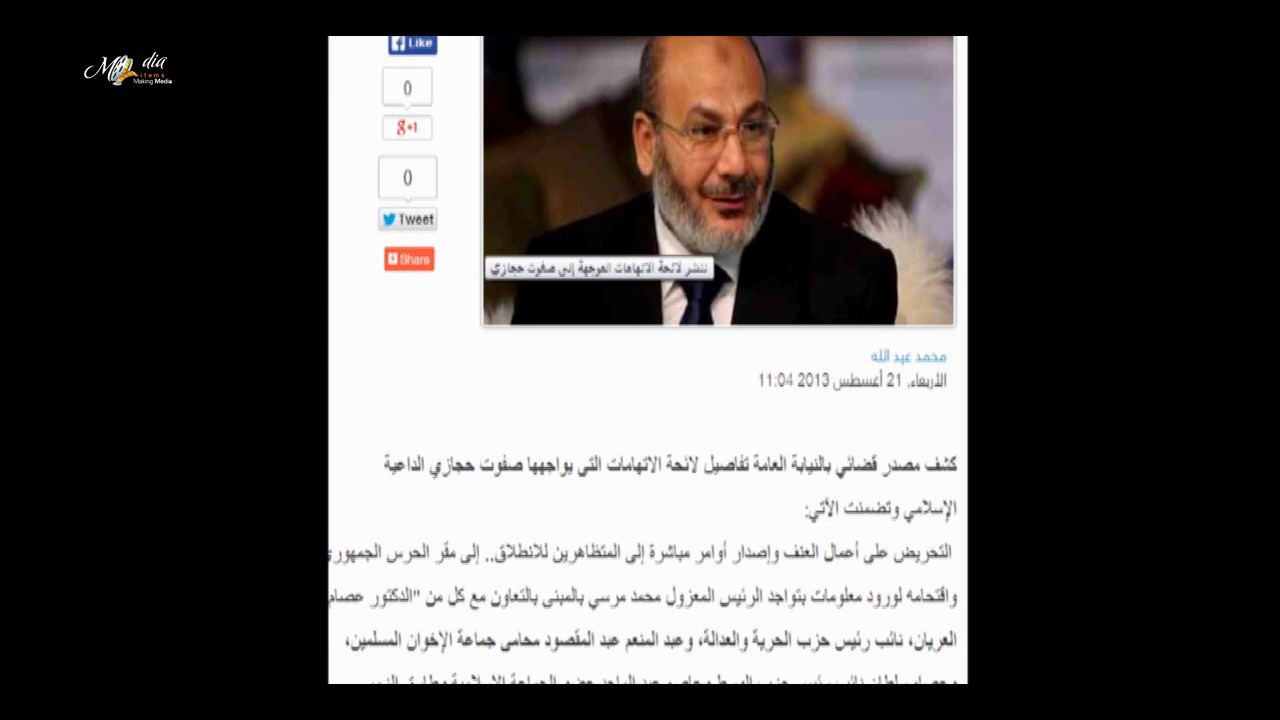 Media
items
Making Media
Like
0
g+1
0
Tweet
Share
ننشر لائحة الاتهامات الموجهة إلى صفوت حجازي
محمد عبد الله
الأربعاء, 21 أغسطس 2013 11:04
كشف مصدر قضائي بالنيابة العامة تفاصيل لائحة الاتهامات التي يواجهها صفوت حجازي الداعية
الإسلامي وتضمنت الأتي:
التحريض على أعمال العنف وإصدار أوامر مباشرة إلى المتظاهرين للانطلاق.. إلى مقر الحرس الجمهوري
واقتحامه لورود معلومات بتواجد الرئيس المعزول محمد مرسي بالمبنى بالتعاون مع كل من "الدكتور عصام
العريان، نائب رئيس حزب الحرية والعدالة، وعبد المنعم عبد المقصود محامى جماعة الإخوان المسلمين،